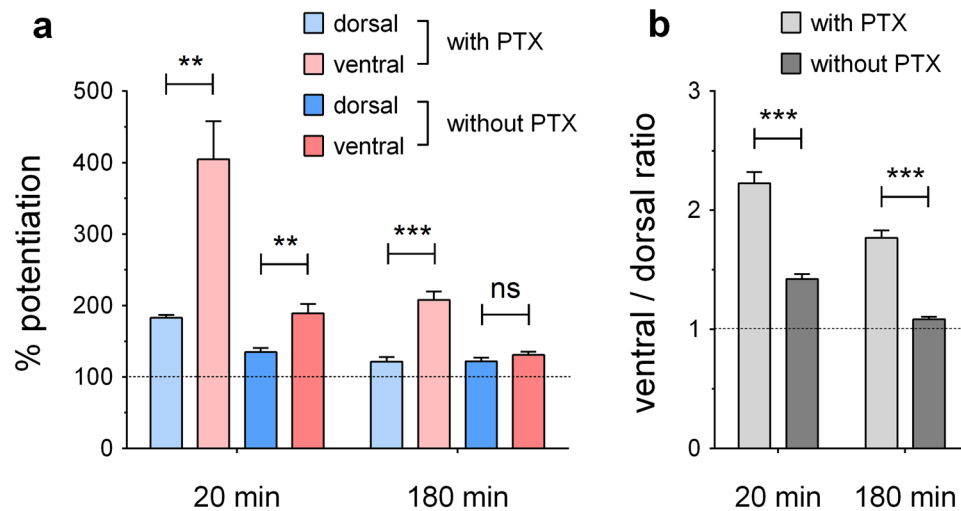 a
dorsal
ventral
with PTX
dorsal
ventral
without PTX
% potentiation
500
400
300
200
100
0
**
**
***
ns
20 min
180 min
b
with PTX
without PTX
ventral / dorsal ratio
3
2
1
0
***
***
20 min
180 min